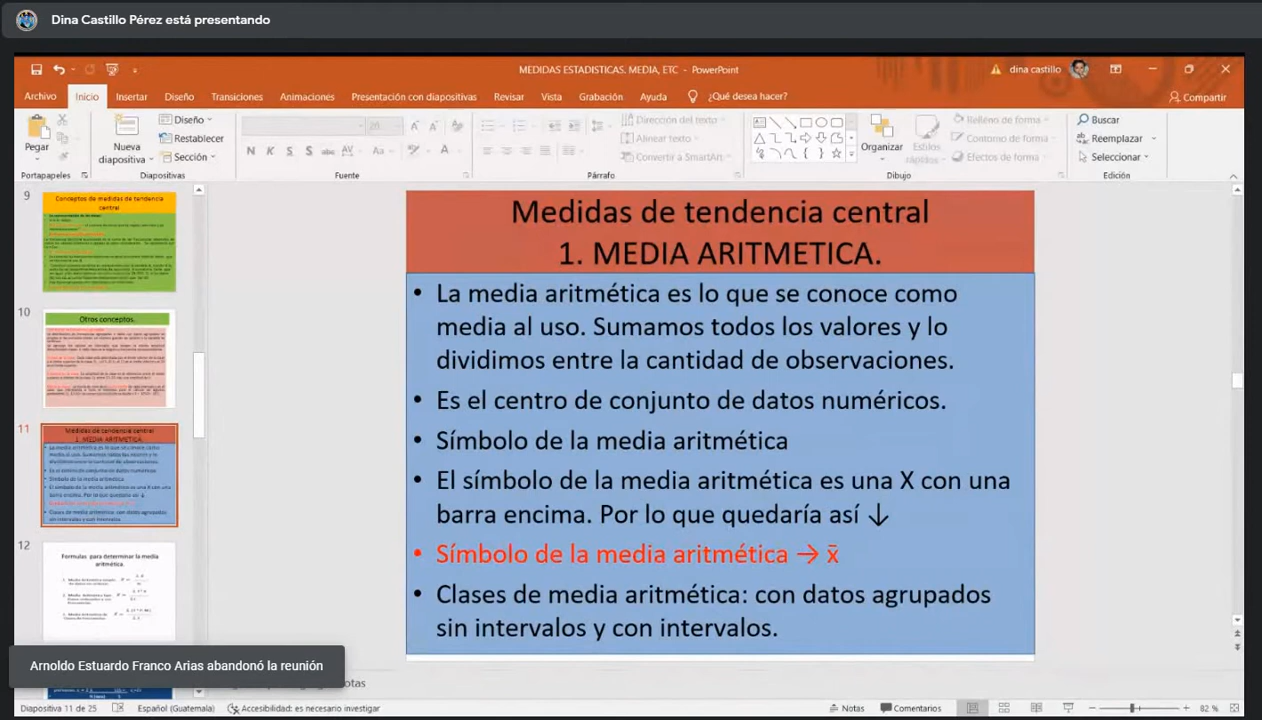 Dina Castillo Pérez está presentando
MEDIDAS ESTADISTICAS. MEDIA, ETC - PowerPoint
dina castillo
Archivo Inicio Insertar Diseño Transiciones Animaciones Presentación con diapositivas Revisar Vista Grabación Ayuda ¿Qué desea hacer? Compartir
Pegar
Nueva diapositiva
Diseño
Restablecer
Sección
N K S S abc AV Aa A
Dirección del texto
Alinear texto
Convertir a SmartArt
Organizar
Estilos rápidos
Relleno de forma
Contorno de forma
Efectos de forma
Buscar
Reemplazar
Seleccionar
Portapapeles Diapositivas Fuente Párrafo Dibujo Edición
9
Conceptos de medidas de tendencia
central
10
Otros conceptos.
11
Medidas de tendencia central
1. MEDIA ARITMETICA.
12
Formulas para determinar la media
aritmética.
Medidas de tendencia central
1. MEDIA ARITMETICA.
• La media aritmética es lo que se conoce como
media al uso. Sumamos todos los valores y lo
dividimos entre la cantidad de observaciones.
• Es el centro de conjunto de datos numéricos.
• Símbolo de la media aritmética
• El símbolo de la media aritmética es una X con una
barra encima. Por lo que quedaría así ↓
• Símbolo de la media aritmética → x̄
• Clases de media aritmética: con datos agrupados
sin intervalos y con intervalos.
Arnoldo Estuardo Franco Arias abandonó la reunión
otas
Diapositiva 11 de 25 Español (Guatemala) Accesibilidad: es necesario investigar Notas Comentarios 82 %